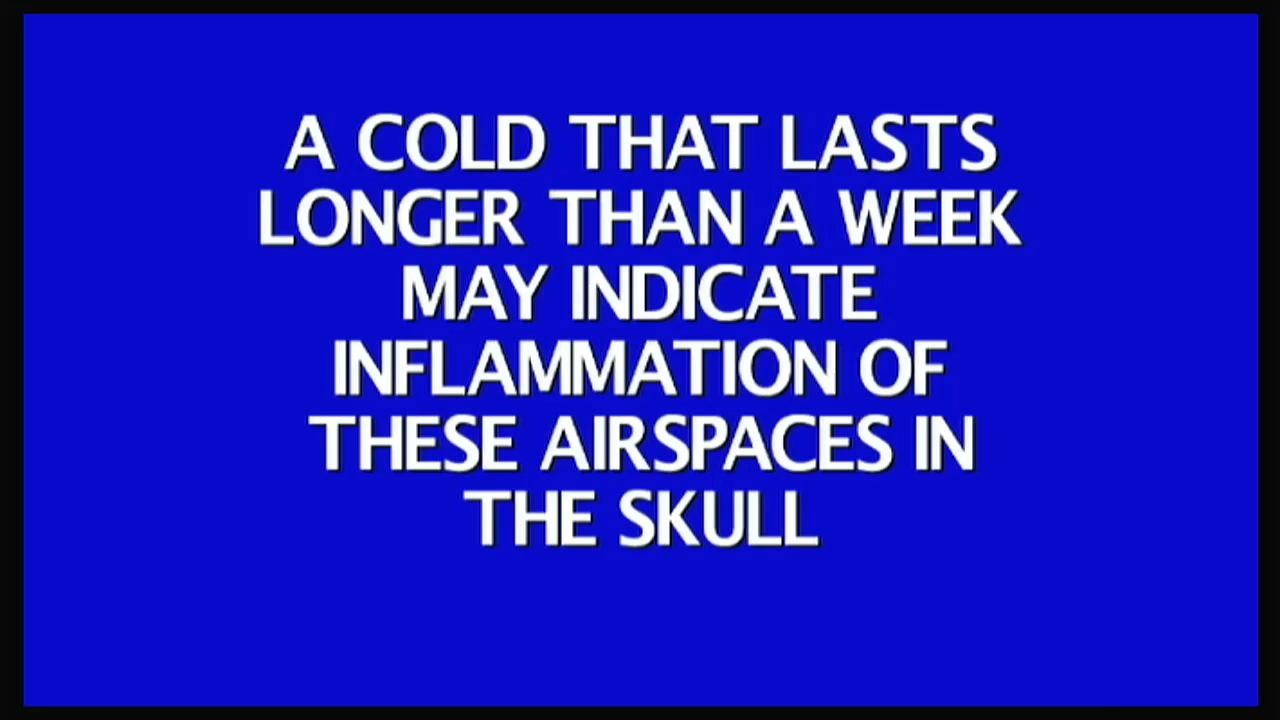 A COLD THAT LASTS
LONGER THAN A WEEK
MAY INDICATE
INFLAMMATION OF
THESE AIRSPACES IN
THE SKULL